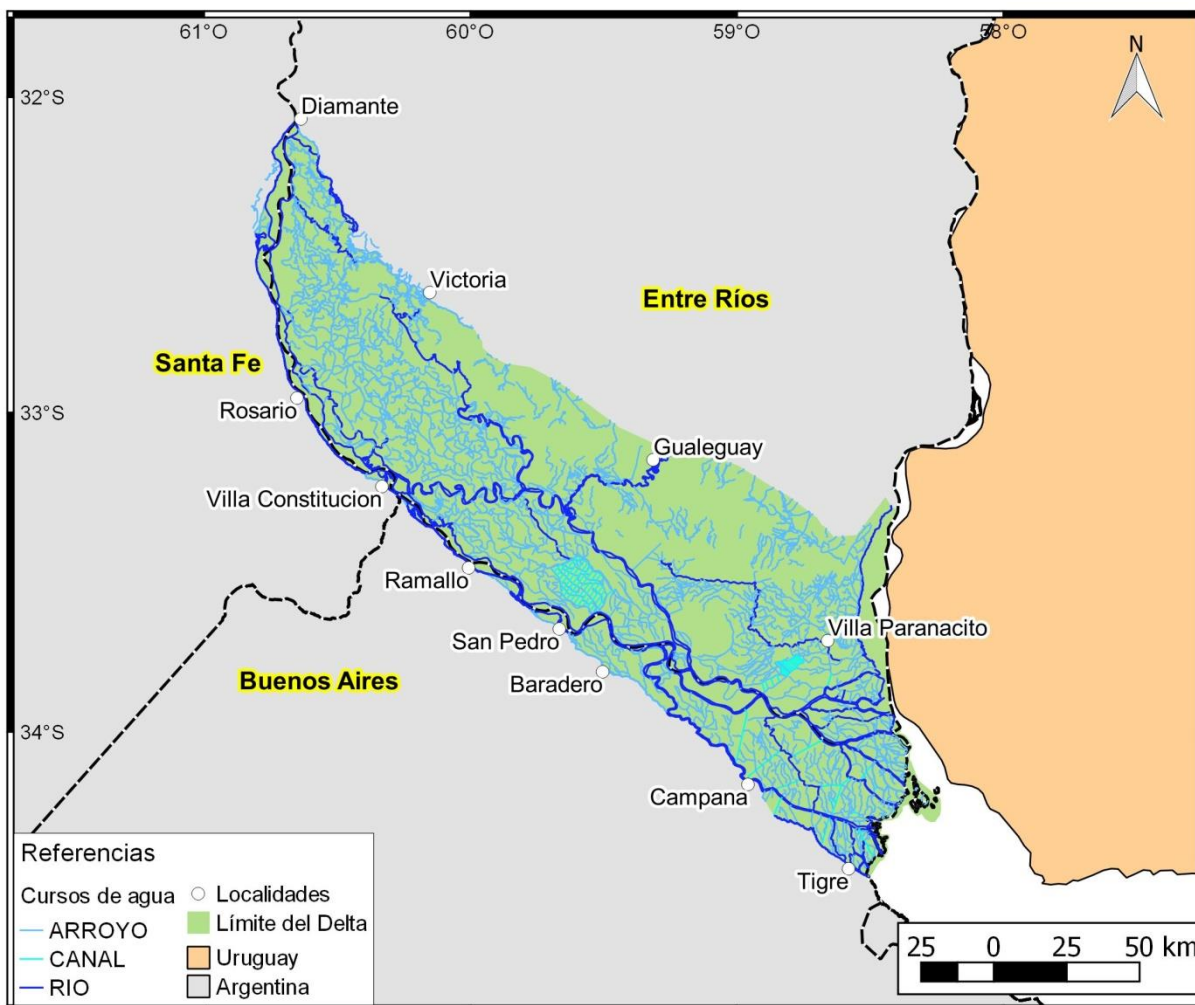 61°O 60°O 59°O 58°O
N
32°S
Diamante
Victoria
Entre Ríos
Santa Fe
Rosario
33°S
Gualeguay
Villa Constitucion
Ramallo
San Pedro
Villa Paranacito
Baradero
Buenos Aires
34°S
Campana
Tigre
Referencias
Cursos de agua
ARROYO
CANAL
RIO
Localidades
Límite del Delta
Uruguay
Argentina
25 0 25 50 km